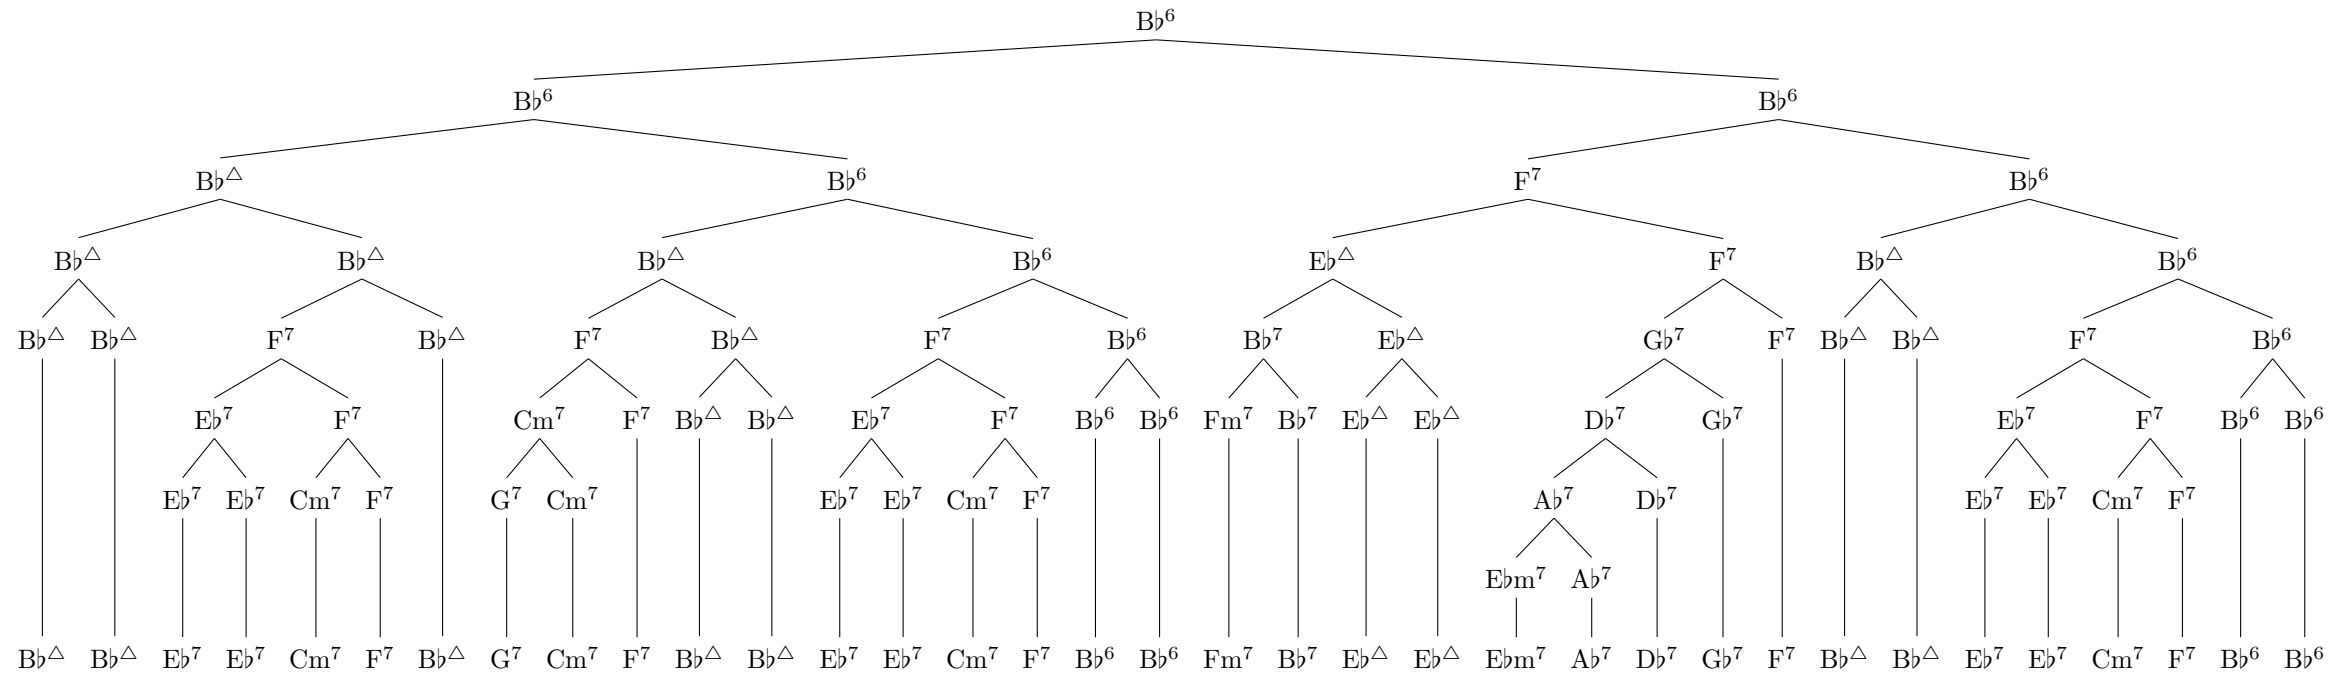 B♭⁶
B♭⁶ B♭⁶
B♭△ B♭⁶ F⁷ B♭⁶
B♭△ B♭△ B♭△ B♭⁶ E♭△ F⁷ B♭△ B♭⁶
B♭△ B♭△ F⁷ B♭△ F⁷ B♭△ F⁷ B♭⁶ B♭⁷ E♭△ G♭⁷ F⁷ B♭△ B♭△ F⁷ B♭⁶
E♭⁷ F⁷ Cm⁷ F⁷ B♭△ B♭△ E♭⁷ F⁷ B♭⁶ B♭⁶ Fm⁷ B♭⁷ E♭△ E♭△ D♭⁷ G♭⁷ E♭⁷ F⁷ B♭⁶ B♭⁶
E♭⁷ E♭⁷ Cm⁷ F⁷ G⁷ Cm⁷ E♭⁷ E♭⁷ Cm⁷ F⁷ A♭⁷ D♭⁷ E♭⁷ E♭⁷ Cm⁷ F⁷
E♭m⁷ A♭⁷
B♭△ B♭△ E♭⁷ E♭⁷ Cm⁷ F⁷ B♭△ G⁷ Cm⁷ F⁷ B♭△ B♭△ E♭⁷ E♭⁷ Cm⁷ F⁷ B♭⁶ B♭⁶ Fm⁷ B♭⁷ E♭△ E♭△ E♭m⁷ A♭⁷ D♭⁷ G♭⁷ F⁷ B♭△ B♭△ E♭⁷ E♭⁷ Cm⁷ F⁷ B♭⁶ B♭⁶